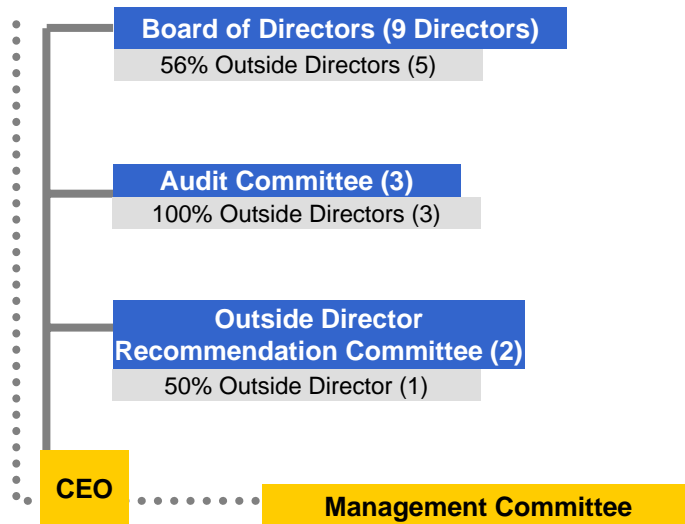 Board of Directors (9 Directors)
56% Outside Directors (5)
Audit Committee (3)
100% Outside Directors (3)
Outside Director
Recommendation Committee (2)
50% Outside Director (1)
CEO
Management Committee